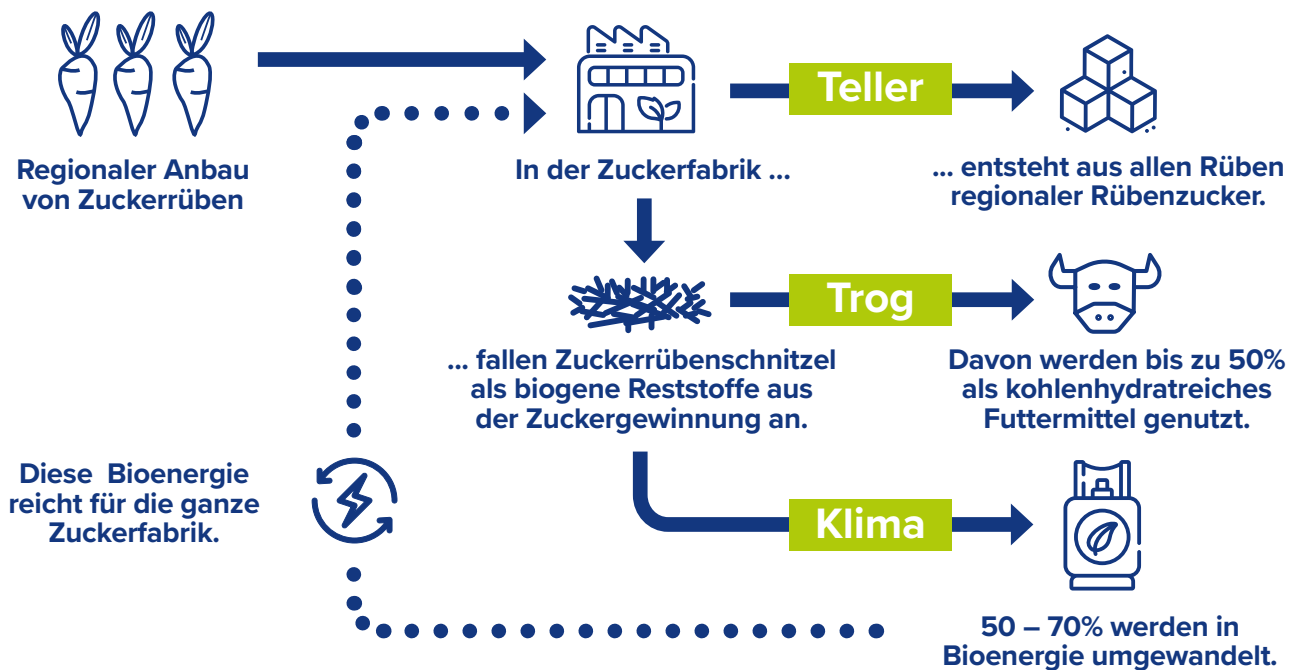 Regionaler Anbau
von Zuckerrüben
In der Zuckerfabrik ...
Teller
... entsteht aus allen Rüben
regionaler Rübenzucker.
... fallen Zuckerrübenschnitzel
als biogene Reststoffe aus
der Zuckergewinnung an.
Trog
Davon werden bis zu 50%
als kohlenhydratreiches
Futtermittel genutzt.
Klima
50 – 70% werden in
Bioenergie umgewandelt.
Diese Bioenergie
reicht für die ganze
Zuckerfabrik.